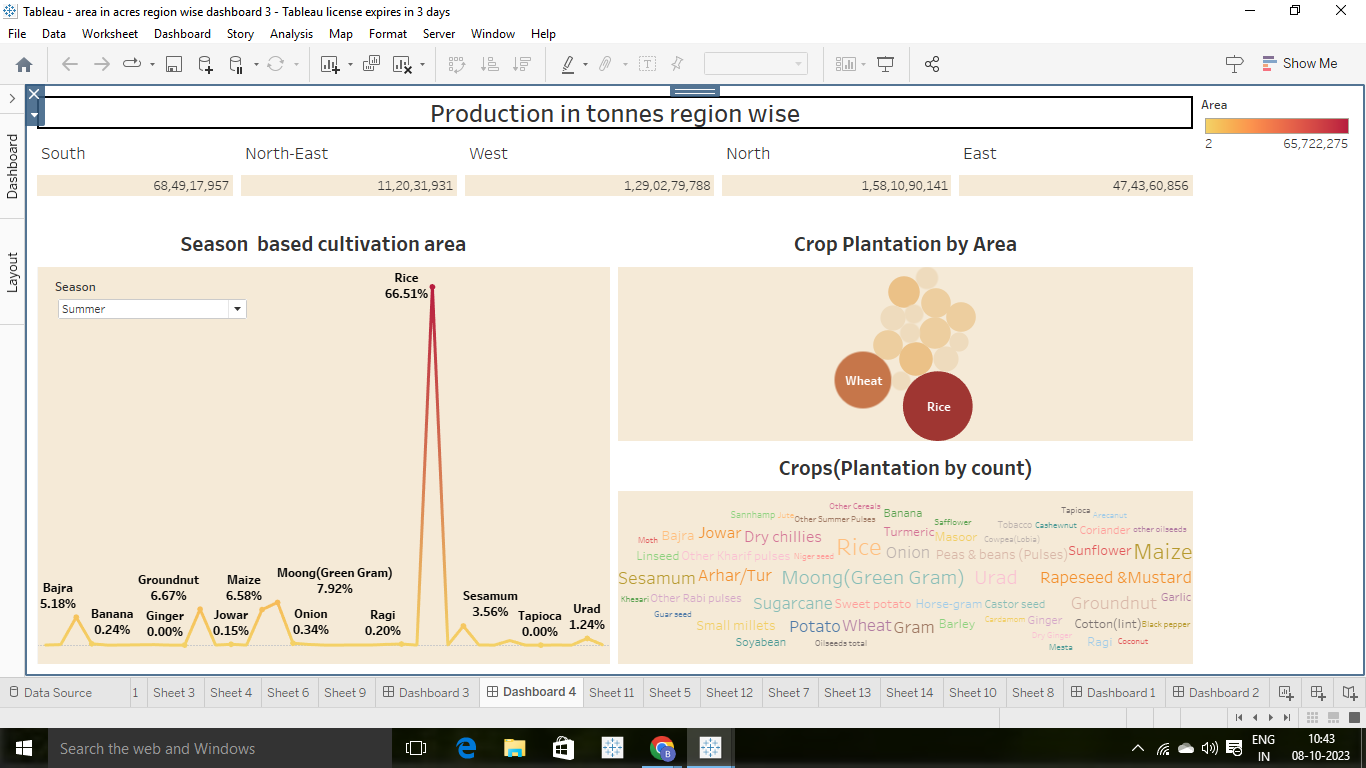 Tableau - area in acres region wise dashboard 3 - Tableau license expires in 3 days
File Data Worksheet Dashboard Story Analysis Map Format Server Window Help
Show Me
Dashboard
Layout
Production in tonnes region wise
South North-East West North East
68,49,17,957 11,20,31,931 1,29,02,79,788 1,58,10,90,141 47,43,60,856
Area
2 65,722,275
Season  based cultivation area
Season
Summer
Rice
66.51%
Bajra
5.18%
Banana
0.24%
Groundnut
6.67%
Ginger
0.00%
Maize
6.58%
Jowar
0.15%
Moong(Green Gram)
7.92%
Onion
0.34%
Ragi
0.20%
Sesamum
3.56%
Tapioca
0.00%
Urad
1.24%
Crop Plantation by Area
Wheat
Rice
Crops(Plantation by count)
Other Cereals
Sannhamp Jute Other Summer Pulses Banana Tapioca Arecanut
Safflower Tobacco Cashewnut
Moth Bajra Jowar Dry chillies Turmeric Masoor Cowpea(Lobia) Coriander other oilseeds
Linseed Other Kharif pulses Niger seed Rice Onion Peas & beans (Pulses) Sunflower Maize
Sesamum Arhar/Tur Moong(Green Gram) Urad Rapeseed &Mustard
Khesari Other Rabi pulses Sugarcane Sweet potato Horse-gram Castor seed Groundnut Garlic
Guar seed Small millets Potato Wheat Gram Barley Cardamom Ginger Cotton(lint) Black pepper
Dry Ginger
Soyabean Oilseeds total Mesta Ragi Coconut
Data Source 1 Sheet 3 Sheet 4 Sheet 6 Sheet 9 Dashboard 3 Dashboard 4 Sheet 11 Sheet 5 Sheet 12 Sheet 7 Sheet 13 Sheet 14 Sheet 10 Sheet 8 Dashboard 1 Dashboard 2
Search the web and Windows
B
ENG
IN
10:43
08-10-2023